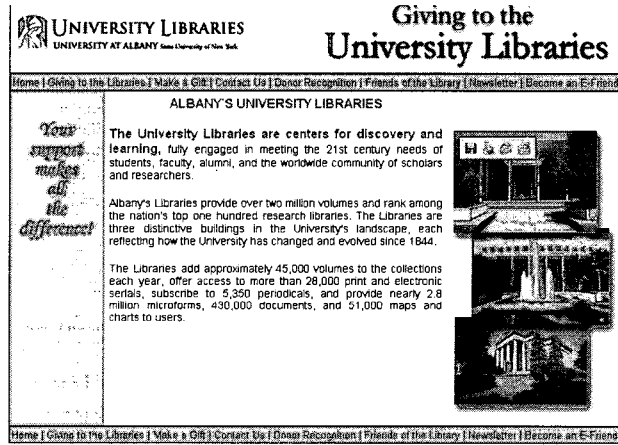 UNIVERSITY LIBRARIES
UNIVERSITY AT ALBANY State University of New York
Giving to the
University Libraries
Home | Giving to the Libraries | Make a Gift | Contact Us | Donor Recognition | Friends of the Library | Newsletter | Become an E-Friend
ALBANY'S UNIVERSITY LIBRARIES
Your
support
makes
all
the
difference!
The University Libraries are centers for discovery and
learning, fully engaged in meeting the 21st century needs of
students, faculty, alumni, and the worldwide community of scholars
and researchers.
Albany's Libraries provide over two million volumes and rank among
the nation's top one hundred research libraries. The Libraries are
three distinctive buildings in the University's landscape, each
reflecting how the University has changed and evolved since 1844.
The Libraries add approximately 45,000 volumes to the collections
each year, offer access to more than 28,000 print and electronic
serials, subscribe to 5,350 periodicals, and provide nearly 2.8
million microforms, 430,000 documents, and 51,000 maps and
charts to users.
Home | Giving to the Libraries | Make a Gift | Contact Us | Donor Recognition | Friends of the Library | Newsletter | Become an E-Friend